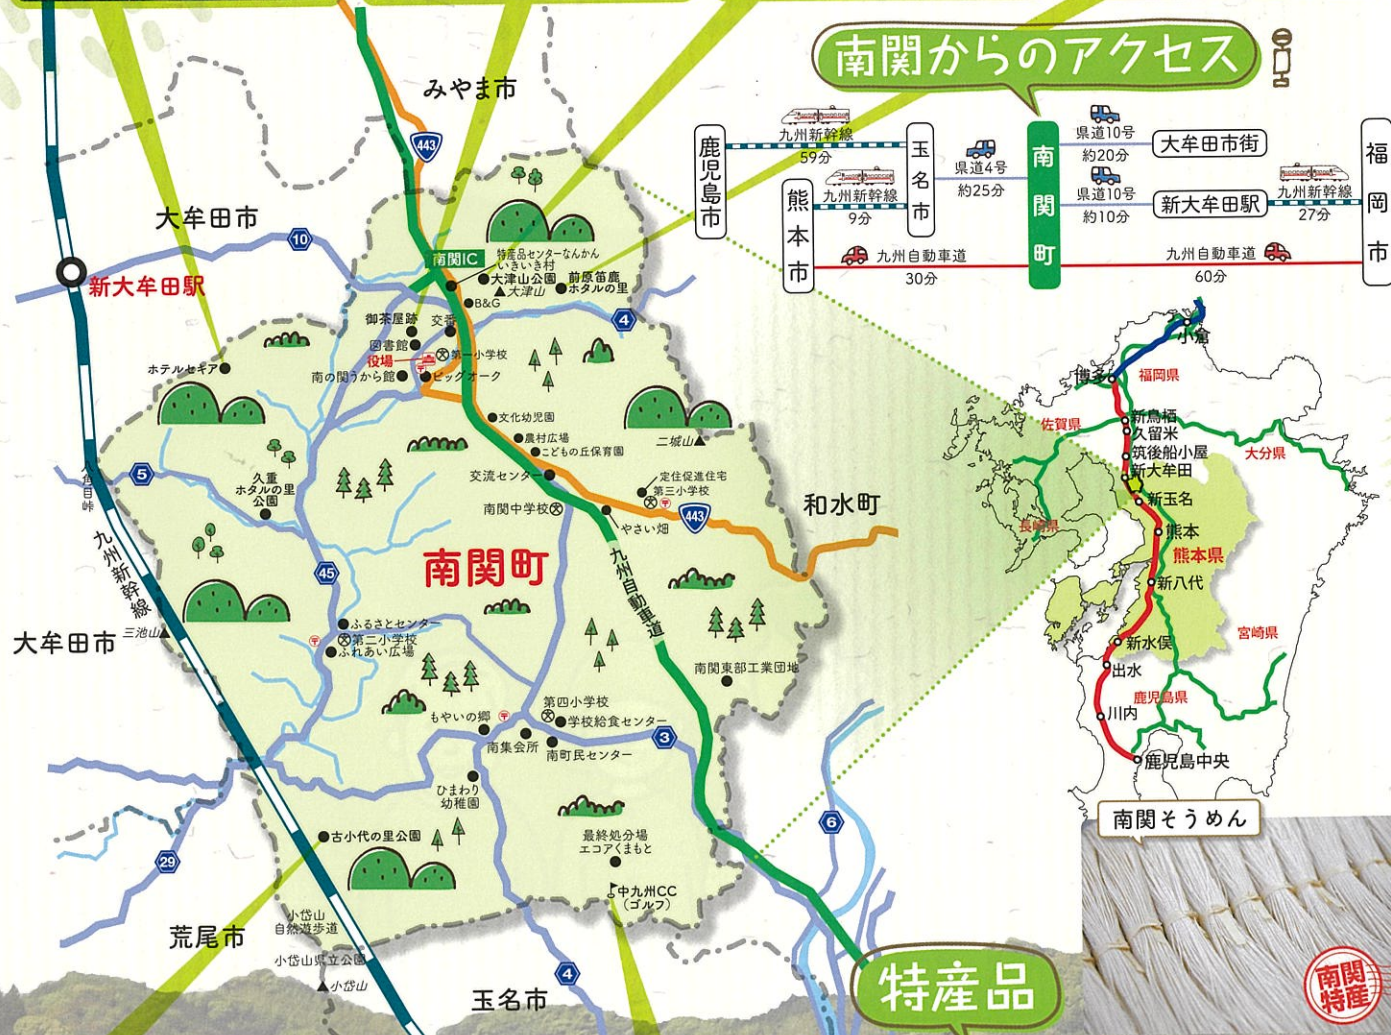 南関からのアクセス
鹿児島市
九州新幹線
59分
玉名市
熊本市
九州新幹線
9分
県道4号
約25分
南関町
県道10号
約20分
大牟田市街
県道10号
約10分
新大牟田駅
九州新幹線
27分
福岡市
九州自動車道
30分
九州自動車道
60分
みやま市
443
大牟田市
10
新大牟田駅
南関IC
特産品センターなんかん
いきいき村
大津山公園
大津山
前原笛鹿
ホタルの里
B&G
4
御茶屋跡
交番
図書館
役場
第一小学校
南の関うから館
ビッグオーク
ホテルセキア
文化幼児園
農村広場
こどもの丘保育園
二城山
交流センター
定住促進住宅
第三小学校
南関中学校
やさい畑
443
和水町
5
八角目峠
久重
ホタルの里
公園
九州新幹線
南関町
45
九州自動車道
大牟田市
三池山
ふるさとセンター
第二小学校
ふれあい広場
南関東部工業団地
第四小学校
学校給食センター
もやいの郷
南集会所
南町民センター
3
ひまわり
幼稚園
最終処分場
エコアくまもと
6
古小代の里公園
29
中九州CC
(ゴルフ)
荒尾市
小岱山
自然遊歩道
小岱山県立公園
小岱山
4
玉名市
小倉
博多
福岡県
新鳥栖
久留米
佐賀県
筑後船小屋
大分県
新大牟田
新玉名
長崎県
熊本
熊本県
新八代
新水俣
宮崎県
出水
鹿児島県
川内
鹿児島中央
南関そうめん
南関
特産
特産品